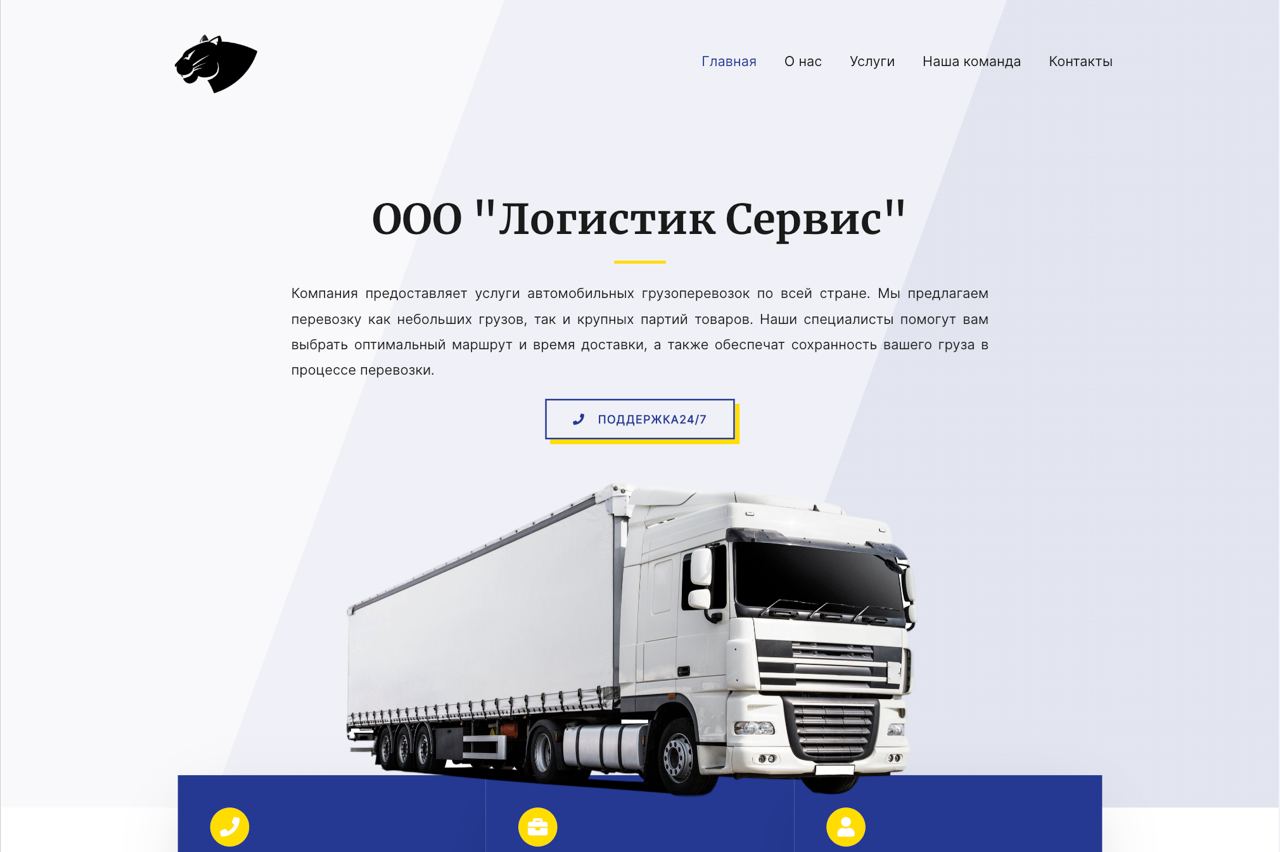 Главная О нас Услуги Наша команда Контакты
ООО "Логистик Сервис"
Компания предоставляет услуги автомобильных грузоперевозок по всей стране. Мы предлагаем
перевозку как небольших грузов, так и крупных партий товаров. Наши специалисты помогут вам
выбрать оптимальный маршрут и время доставки, а также обеспечат сохранность вашего груза в
процессе перевозки.
ПОДДЕРЖКА24/7